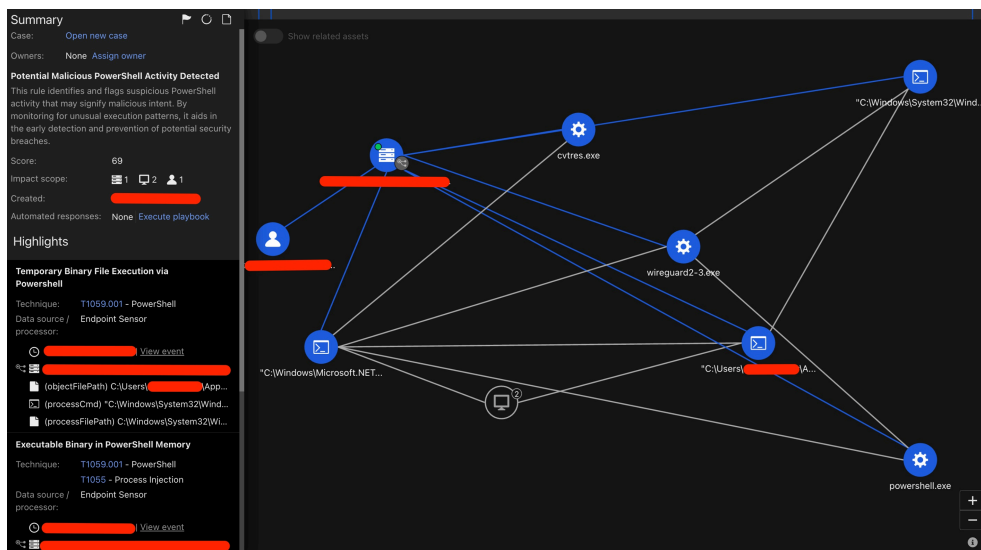 Summary
Case: Open new case
Owners: None Assign owner
Potential Malicious PowerShell Activity Detected
This rule identifies and flags suspicious PowerShell
activity that may signify malicious intent. By
monitoring for unusual execution patterns, it aids in
the early detection and prevention of potential security
breaches.
Score: 69
Impact scope: 1 2 1
Created:
Automated responses: None Execute playbook
Highlights
Temporary Binary File Execution via
Powershell
Technique: T1059.001 - PowerShell
Data source / Endpoint Sensor
processor:
| View event
(objectFilePath) C:\Users\ \App...
(processCmd) "C:\Windows\System32\Wind...
(processFilePath) C:\Windows\System32\Wi...
Executable Binary in PowerShell Memory
Technique: T1059.001 - PowerShell
T1055 - Process Injection
Data source / Endpoint Sensor
processor:
| View event
Show related assets
"C:\Windows\System32\Wind...
cvtres.exe
wireguard2-3.exe
"C:\Windows\Microsoft.NET...
"C:\Users\ \A...
2
powershell.exe
+
−